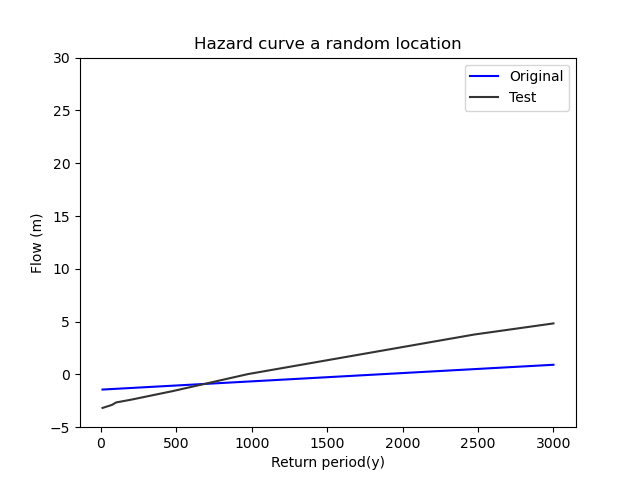 Hazard curve a random location
Original
Test
Flow (m)
30
25
20
15
10
5
0
−5
0 500 1000 1500 2000 2500 3000
Return period(y)